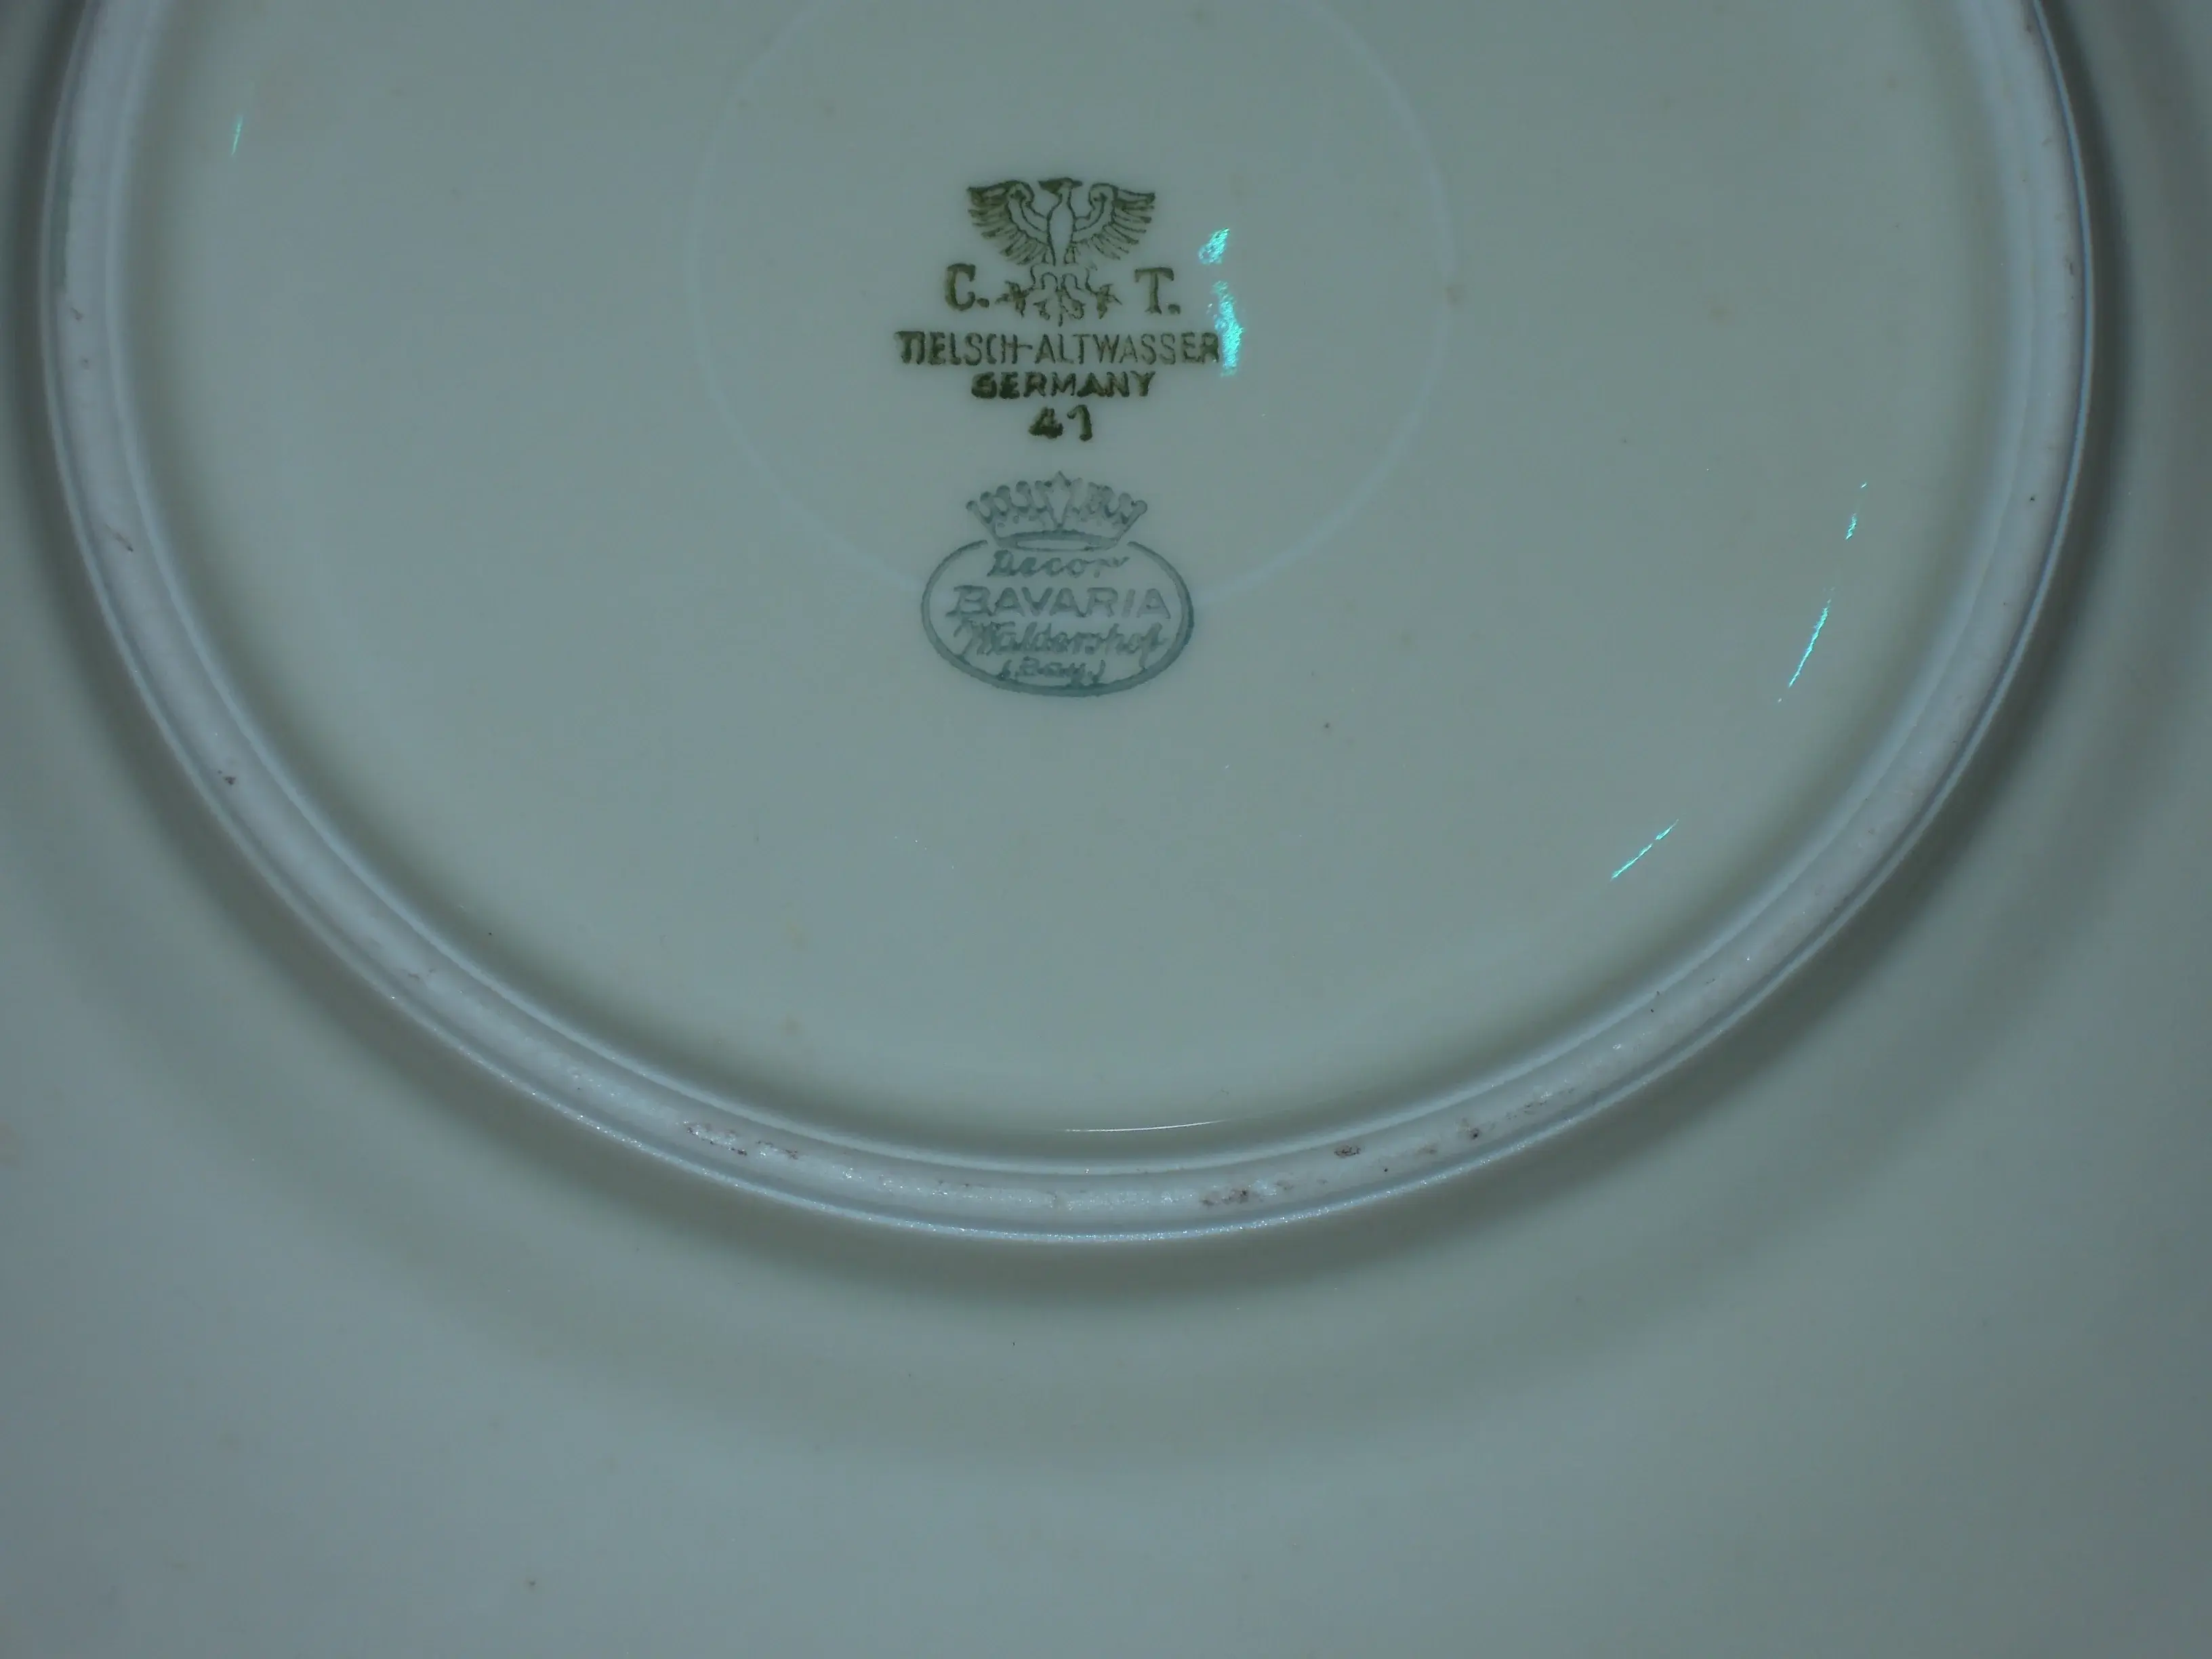 C. T.
TIELSCH-ALTWASSER
GERMANY
41
Decor
BAVARIA
Waldershof
(Bay.)